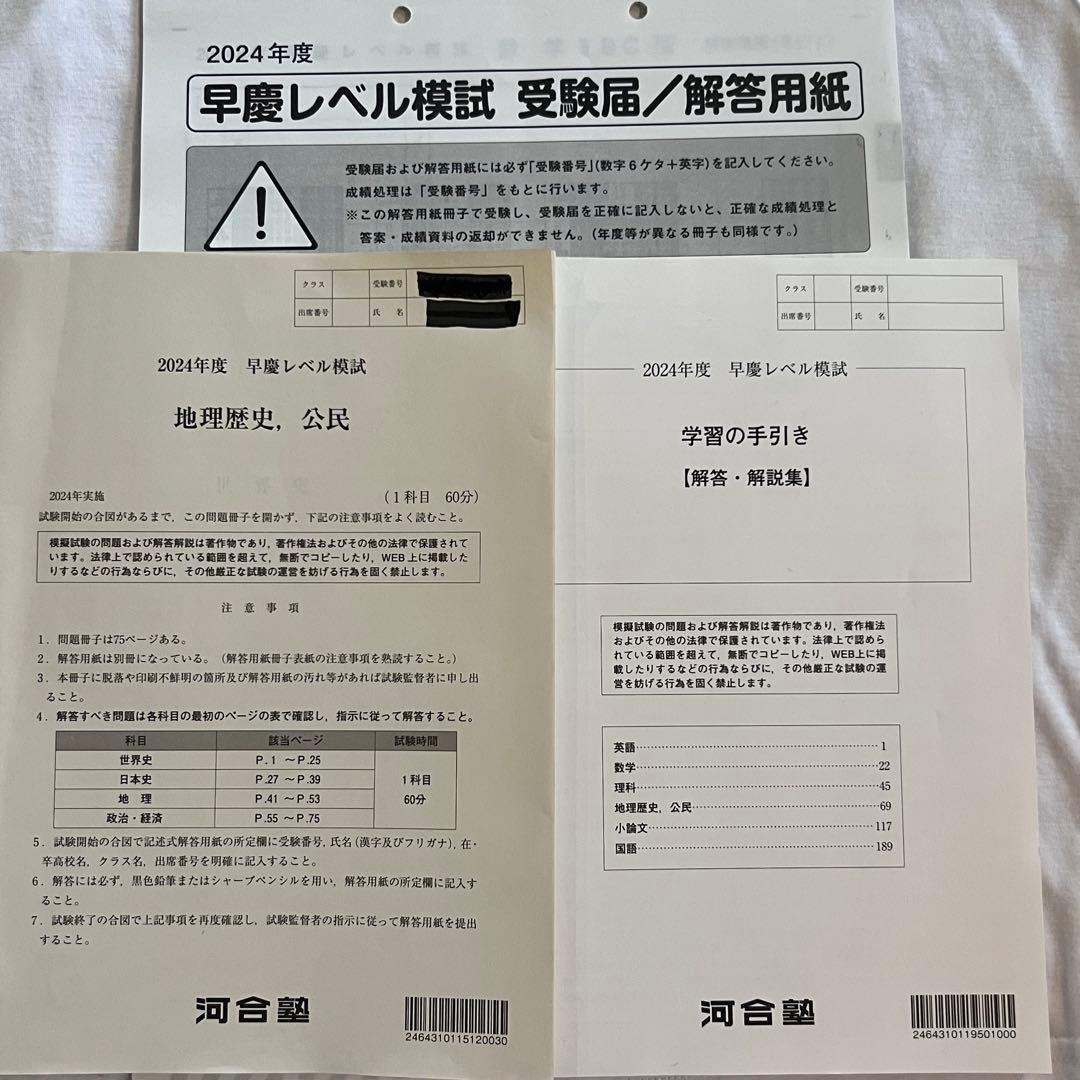 2024年度
早慶レベル模試 受験届／解答用紙
受験届および解答用紙には必ず「受験番号」(数字6ケタ＋英字)を記入してください。
成績処理は「受験番号」をもとに行います。
※この解答用紙冊子で受験し、受験届を正確に記入しないと、正確な成績処理と
答案・成績資料の返却ができません。(年度等が異なる冊子も同様です。)
クラス 受験番号
出席番号 氏 名
2024年度 早慶レベル模試
地理歴史，公民
2024年実施 （1科目 60分）
試験開始の合図があるまで，この問題冊子を開かず，下記の注意事項をよく読むこと。
模擬試験の問題および解答解説は著作物であり，著作権法およびその他の法律で保護されて
います。法律上で認められている範囲を超えて，無断でコピーしたり，WEB上に掲載した
りするなどの行為ならびに，その他厳正な試験の運営を妨げる行為を固く禁止します。
注 意 事 項
1．問題冊子は75ページある。
2．解答用紙は別冊になっている。（解答用紙冊子表紙の注意事項を熟読すること。）
3．本冊子に脱落や印刷不鮮明の箇所及び解答用紙の汚れ等があれば試験監督者に申し出
ること。
4．解答すべき問題は各科目の最初のページの表で確認し，指示に従って解答すること。
科目 該当ページ 試験時間
世界史 P.1 ～P.25
日本史 P.27 ～P.39
1科目
地 理 P.41 ～P.53
60分
政治・経済 P.55 ～P.75
5．試験開始の合図で記述式解答用紙の所定欄に受験番号，氏名（漢字及びフリガナ），在・
卒高校名，クラス名，出席番号を明確に記入すること。
6．解答には必ず，黒色鉛筆またはシャープペンシルを用い，解答用紙の所定欄に記入す
ること。
7．試験終了の合図で上記事項を再度確認し，試験監督者の指示に従って解答用紙を提出
すること。
河合塾
2464310115120030
クラス 受験番号
出席番号 氏 名
2024年度 早慶レベル模試
学習の手引き
【解答・解説集】
模擬試験の問題および解答解説は著作物であり，著作権法
およびその他の法律で保護されています。法律上で認めら
れている範囲を超えて，無断でコピーしたり，WEB上に掲
載したりするなどの行為ならびに，その他厳正な試験の運
営を妨げる行為を固く禁止します。
英語……………………………………1
数学……………………………………22
理科……………………………………45
地理歴史，公民………………………69
小論文…………………………………117
国語……………………………………189
河合塾
2464310119501000